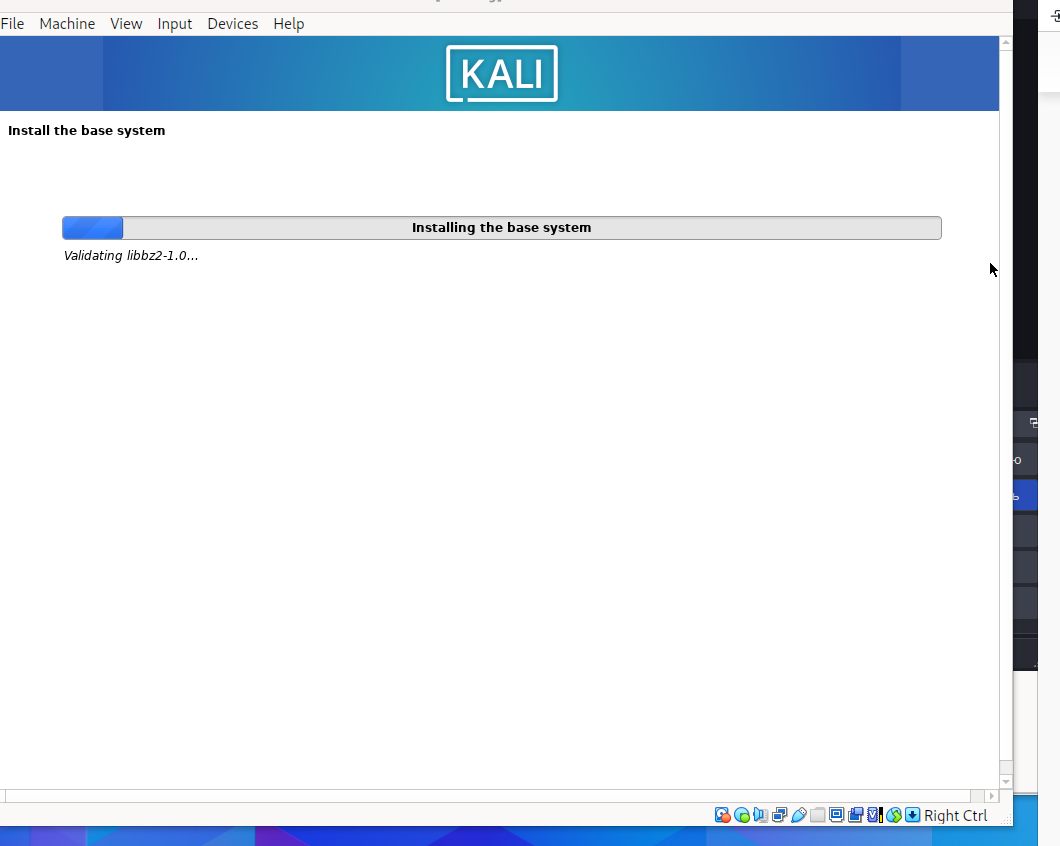 File Machine View Input Devices Help
KALI
Install the base system
Installing the base system
Validating libbz2-1.0...
Right Ctrl